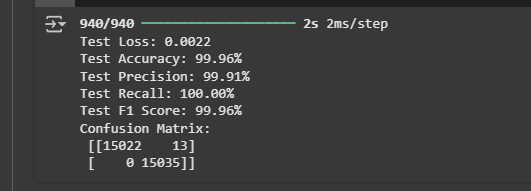 940/940 ━━━━━━━━━━━━━━━━━━━━ 2s 2ms/step
Test Loss: 0.0022
Test Accuracy: 99.96%
Test Precision: 99.91%
Test Recall: 100.00%
Test F1 Score: 99.96%
Confusion Matrix:
[[15022 13]
[ 0 15035]]